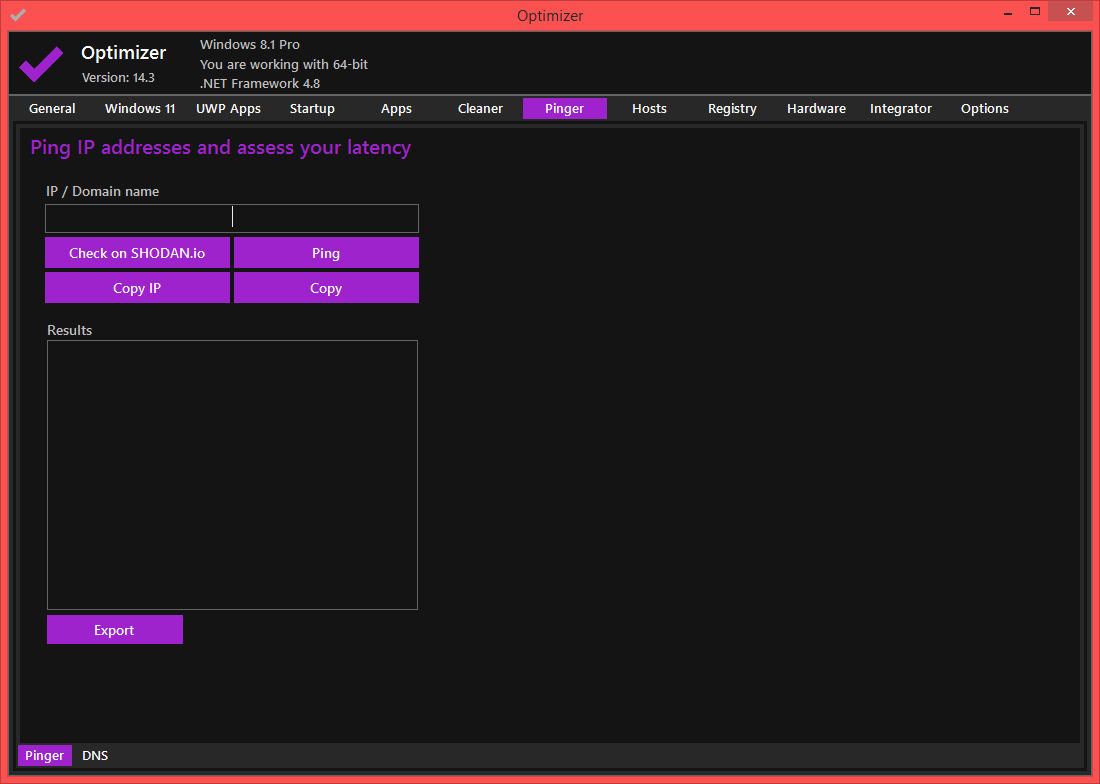 Optimizer
Optimizer
Version: 14.3
Windows 8.1 Pro
You are working with 64-bit
.NET Framework 4.8
General Windows 11 UWP Apps Startup Apps Cleaner Pinger Hosts Registry Hardware Integrator Options
Ping IP addresses and assess your latency
IP / Domain name
Check on SHODAN.io Ping
Copy IP Copy
Results
Export
Pinger DNS